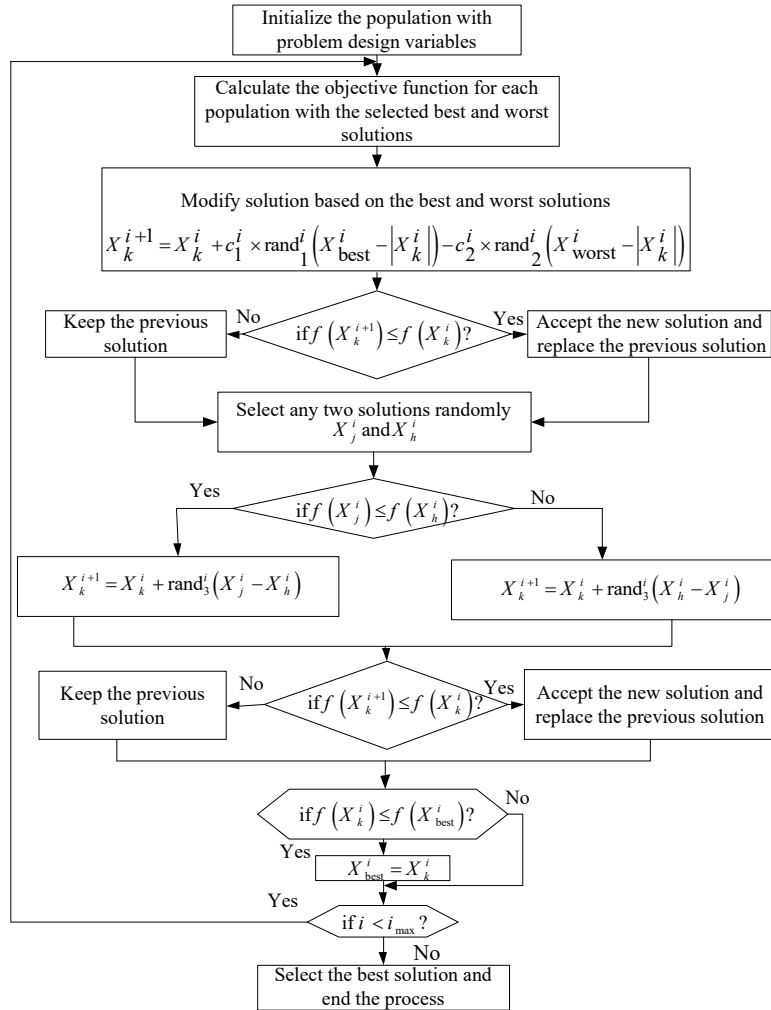 Initialize the population with
problem design variables
Calculate the objective function for each
population with the selected best and worst
solutions
Modify solution based on the best and worst solutions
X_k^{i+1} = X_k^i + c_1^i × rand_1^i (X_best^i − |X_k^i|) − c_2^i × rand_2^i (X_worst^i − |X_k^i|)
No
Yes
Keep the previous
solution
if f (X_k^{i+1}) ≤ f (X_k^i)?
Accept the new solution and
replace the previous solution
Select any two solutions randomly
X_j^i and X_h^i
Yes
No
if f (X_j^i) ≤ f (X_h^i)?
X_k^{i+1} = X_k^i + rand_3^i (X_j^i − X_h^i)
X_k^{i+1} = X_k^i + rand_3^i (X_h^i − X_j^i)
Keep the previous
solution
No
if f (X_k^{i+1}) ≤ f (X_k^i)?
Yes
Accept the new solution and
replace the previous solution
if f (X_k^i) ≤ f (X_best^i)?
No
Yes
X_best^i = X_k^i
Yes
if i < i_max ?
No
Select the best solution and
end the process